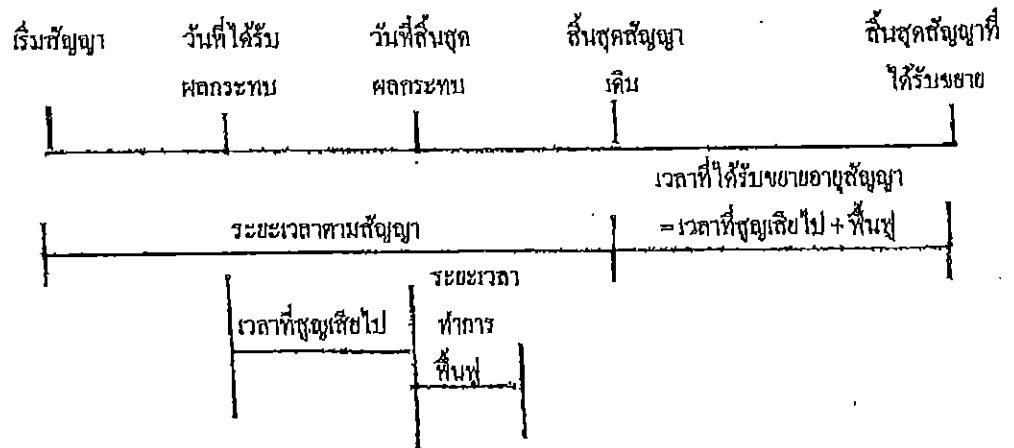 เริ่มสัญญา
วันที่ได้รับ
ผลกระทบ
วันที่สิ้นสุด
ผลกระทบ
สิ้นสุดสัญญา
เดิม
สิ้นสุดสัญญาที่
ได้รับขยาย
เวลาที่ได้รับขยายอายุสัญญา
=เวลาที่สูญเสียไป + ฟื้นฟู
ระยะเวลาตามสัญญา
เวลาที่สูญเสียไป
ระยะเวลา
ทำการ
ฟื้นฟู